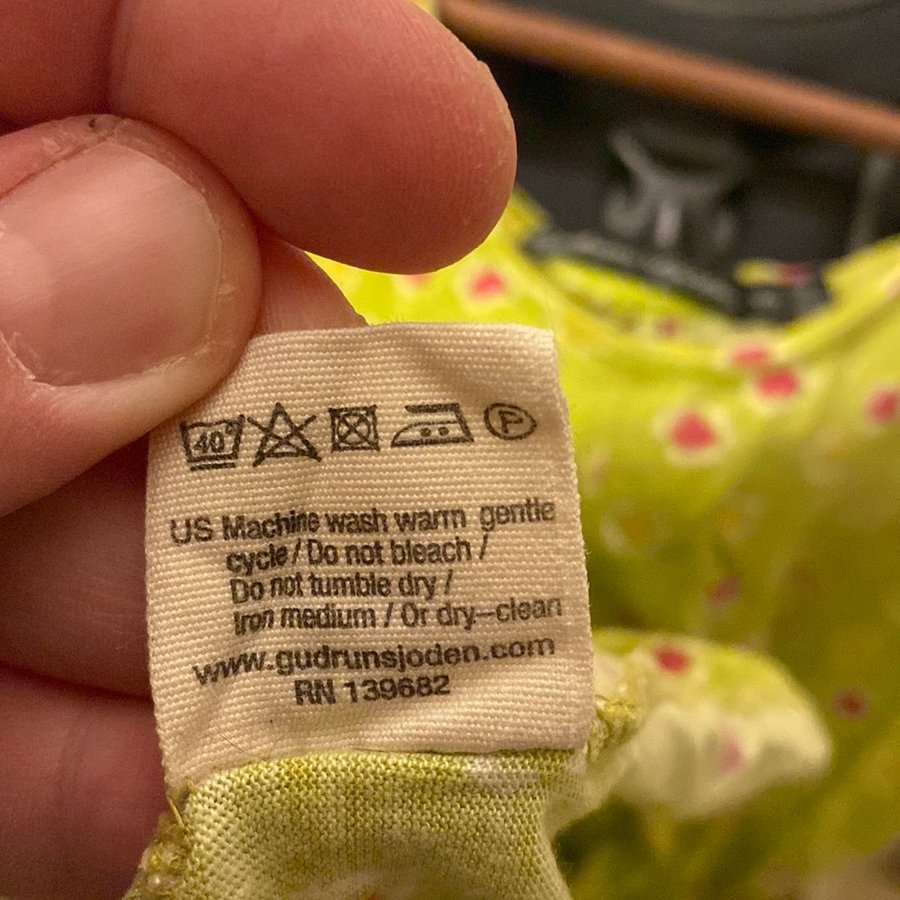 40°
P
US Machine wash warm gentle
cycle / Do not bleach /
Do not tumble dry /
Iron medium / Or dry-clean
www.gudrunsjoden.com
RN 139682